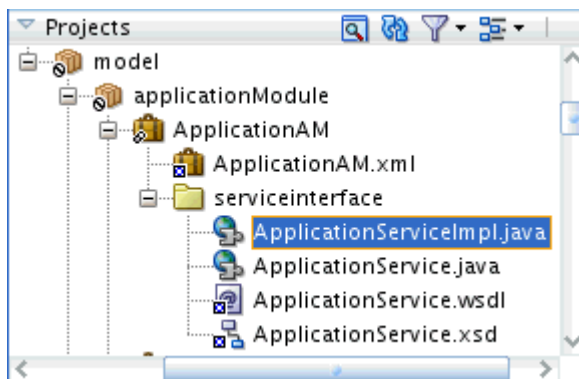 Projects
model
applicationModule
ApplicationAM
ApplicationAM.xml
serviceinterface
ApplicationServiceImpl.java
ApplicationService.java
ApplicationService.wsdl
ApplicationService.xsd